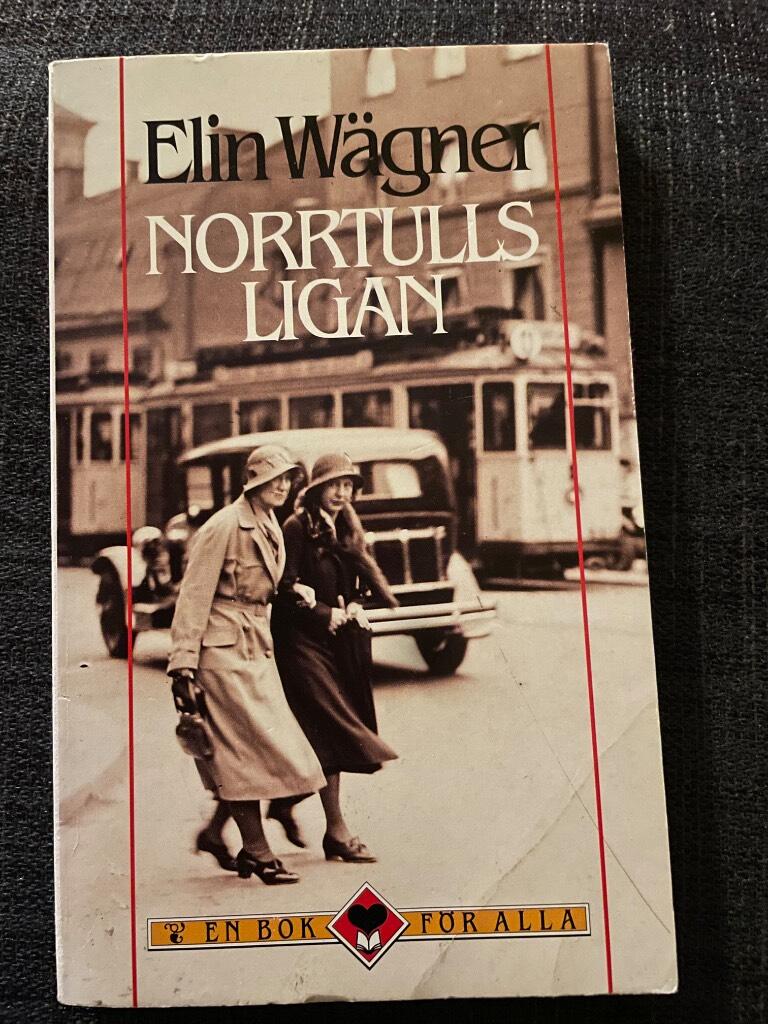 Elin Wägner
NORRTULLS
LIGAN
EN BOK FÖR ALLA